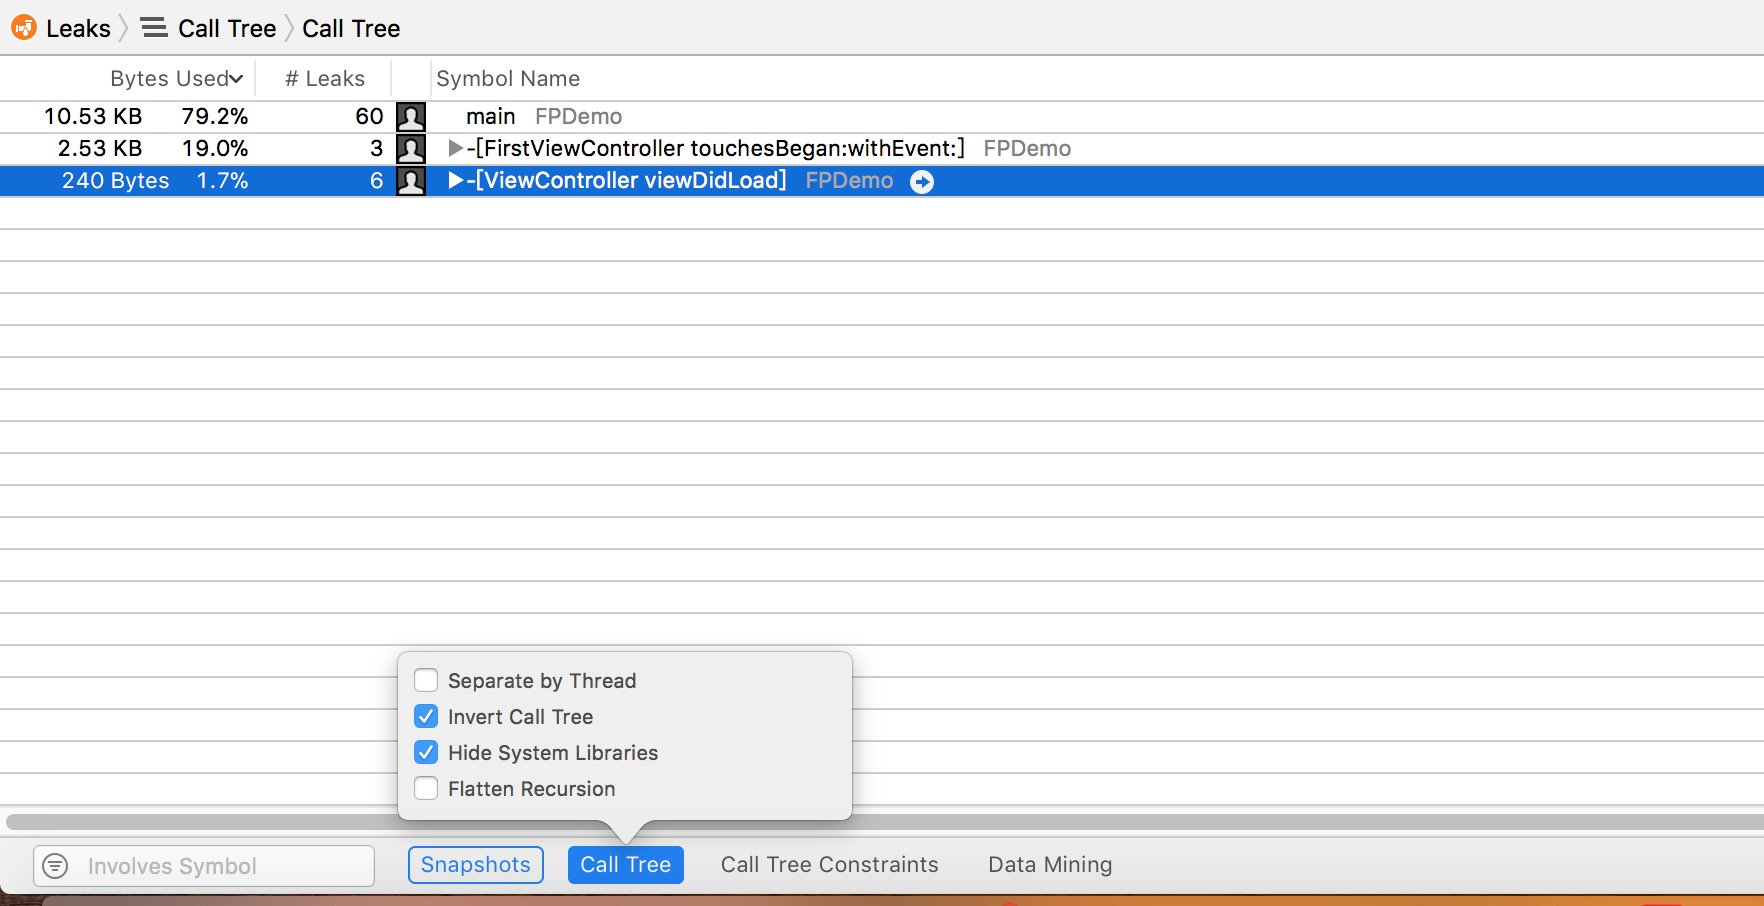 Leaks Call Tree Call Tree
Bytes Used # Leaks Symbol Name
10.53 KB 79.2% 60 main FPDemo
2.53 KB 19.0% 3 -[FirstViewController touchesBegan:withEvent:] FPDemo
240 Bytes 1.7% 6 -[ViewController viewDidLoad] FPDemo
Separate by Thread
Invert Call Tree
Hide System Libraries
Flatten Recursion
Involves Symbol Snapshots Call Tree Call Tree Constraints Data Mining